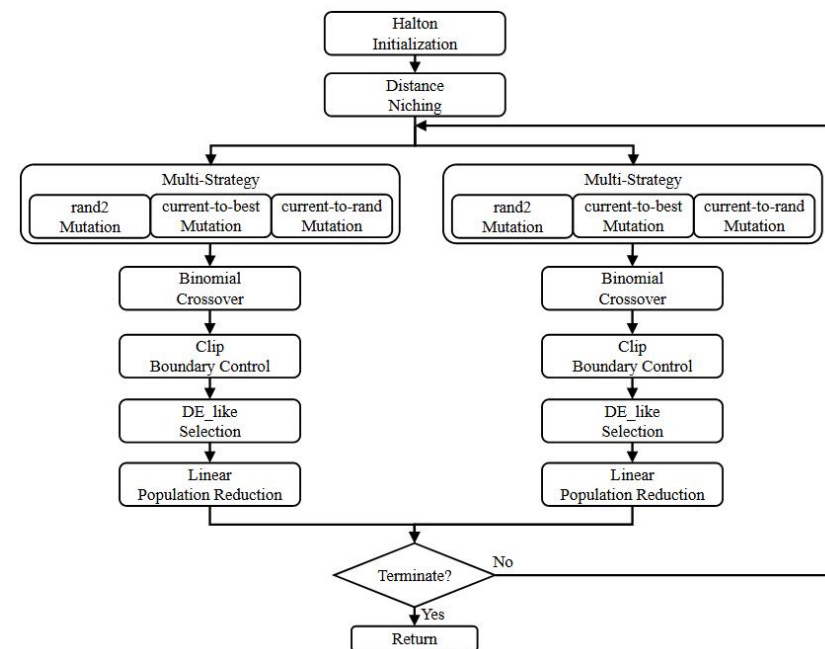 Halton
Initialization
Distance
Niching
Multi-Strategy
rand2
Mutation
current-to-best
Mutation
current-to-rand
Mutation
Multi-Strategy
rand2
Mutation
current-to-best
Mutation
current-to-rand
Mutation
Binomial
Crossover
Binomial
Crossover
Clip
Boundary Control
Clip
Boundary Control
DE_like
Selection
DE_like
Selection
Linear
Population Reduction
Linear
Population Reduction
Terminate?
No
Yes
Return